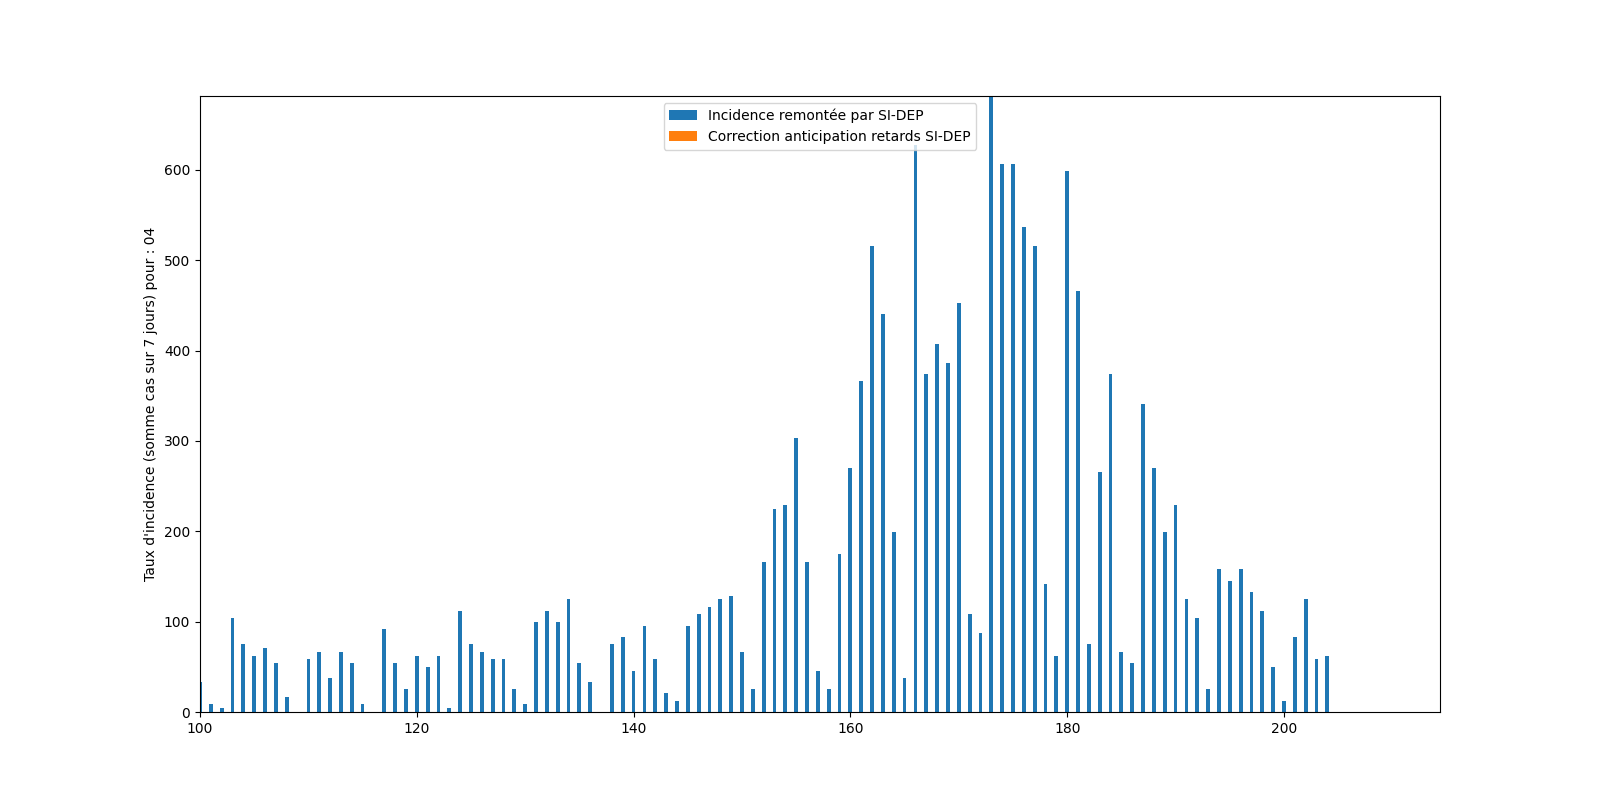 Incidence remontée par SI-DEP
Correction anticipation retards SI-DEP
Taux d'incidence (somme cas sur 7 jours) pour : 04
600
500
400
300
200
100
0
100 120 140 160 180 200